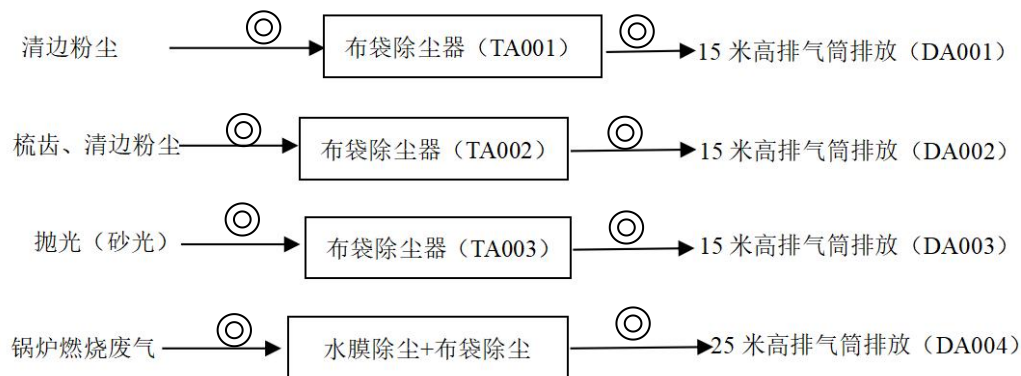 清边粉尘 布袋除尘器（TA001） 15 米高排气筒排放（DA001）
梳齿、清边粉尘 布袋除尘器（TA002） 15 米高排气筒排放（DA002）
抛光（砂光） 布袋除尘器（TA003） 15 米高排气筒排放（DA003）
锅炉燃烧废气 水膜除尘+布袋除尘 25 米高排气筒排放（DA004）